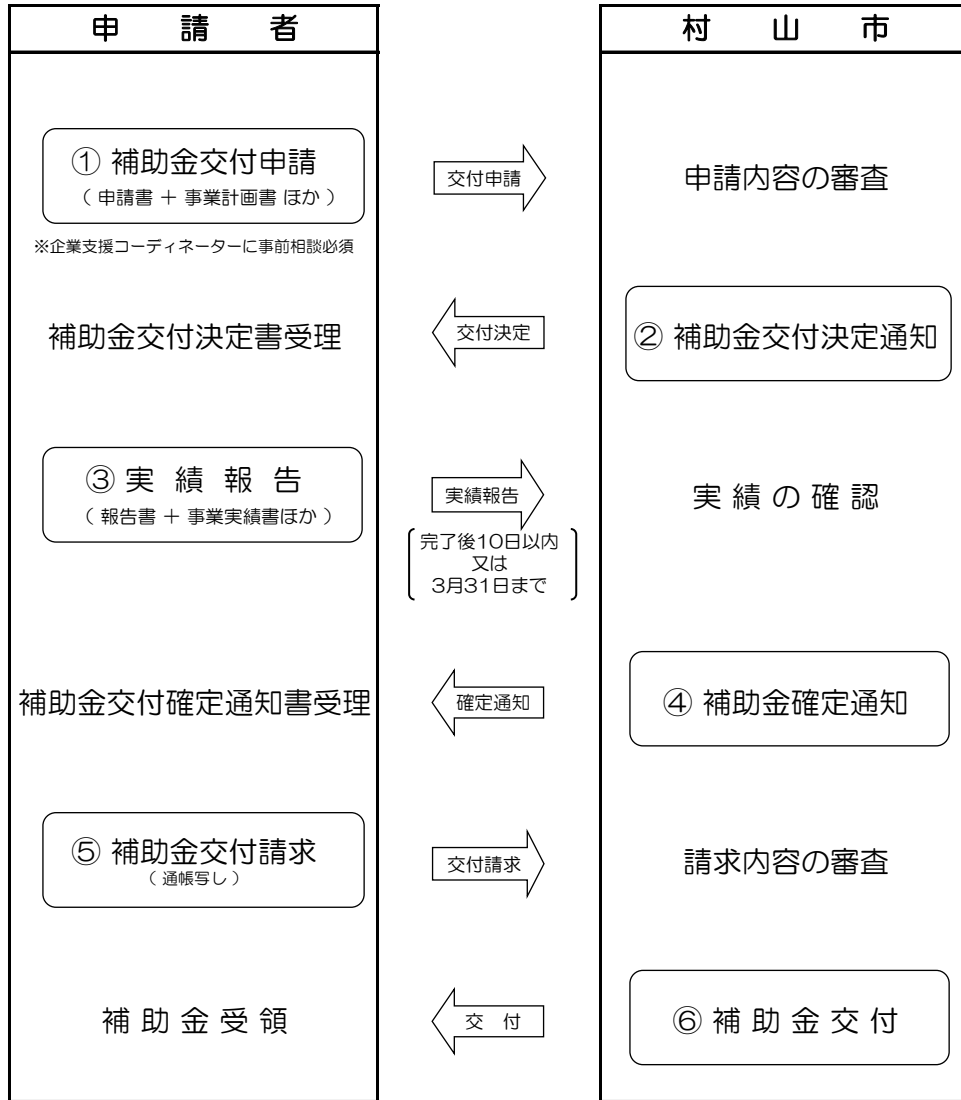 申 請 者
村 山 市
① 補助金交付申請
交付申請
申請内容の審査
（ 申請書 ＋ 事業計画書 ほか ）
※企業支援コーディネーターに事前相談必須
補助金交付決定書受理
交付決定
② 補助金交付決定通知
③ 実 績 報 告
実績報告
実 績 の 確 認
（ 報告書 ＋ 事業実績書ほか ）
完了後10日以内
又は
3月31日まで
補助金交付確定通知書受理
確定通知
④ 補助金確定通知
⑤ 補助金交付請求
交付請求
請求内容の審査
（ 通帳写し ）
補 助 金 受 領
交 付
⑥ 補 助 金 交 付